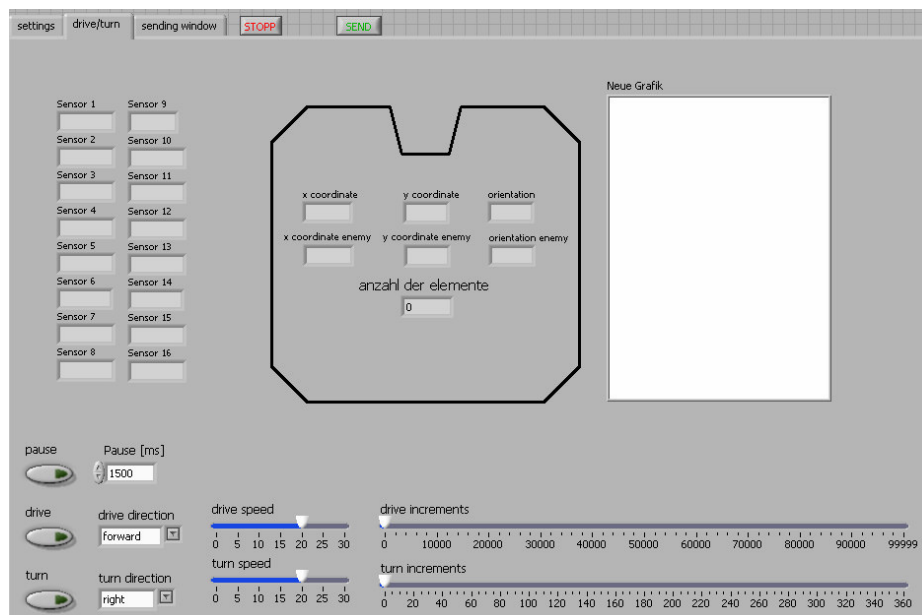 settings drive/turn sending window STOPP SEND
Neue Grafik
Sensor 1 Sensor 9
Sensor 2 Sensor 10
Sensor 3 Sensor 11
Sensor 4 Sensor 12
Sensor 5 Sensor 13
Sensor 6 Sensor 14
Sensor 7 Sensor 15
Sensor 8 Sensor 16
x coordinate y coordinate orientation
x coordinate enemy y coordinate enemy orientation enemy
anzahl der elemente
0
pause Pause [ms]
1500
drive drive direction drive speed drive increments
forward
0 5 10 15 20 25 30 0 10000 20000 30000 40000 50000 60000 70000 80000 90000 99999
turn turn direction turn speed turn increments
right
0 5 10 15 20 25 30 0 20 40 60 80 100 120 140 160 180 200 220 240 260 280 300 320 340 360